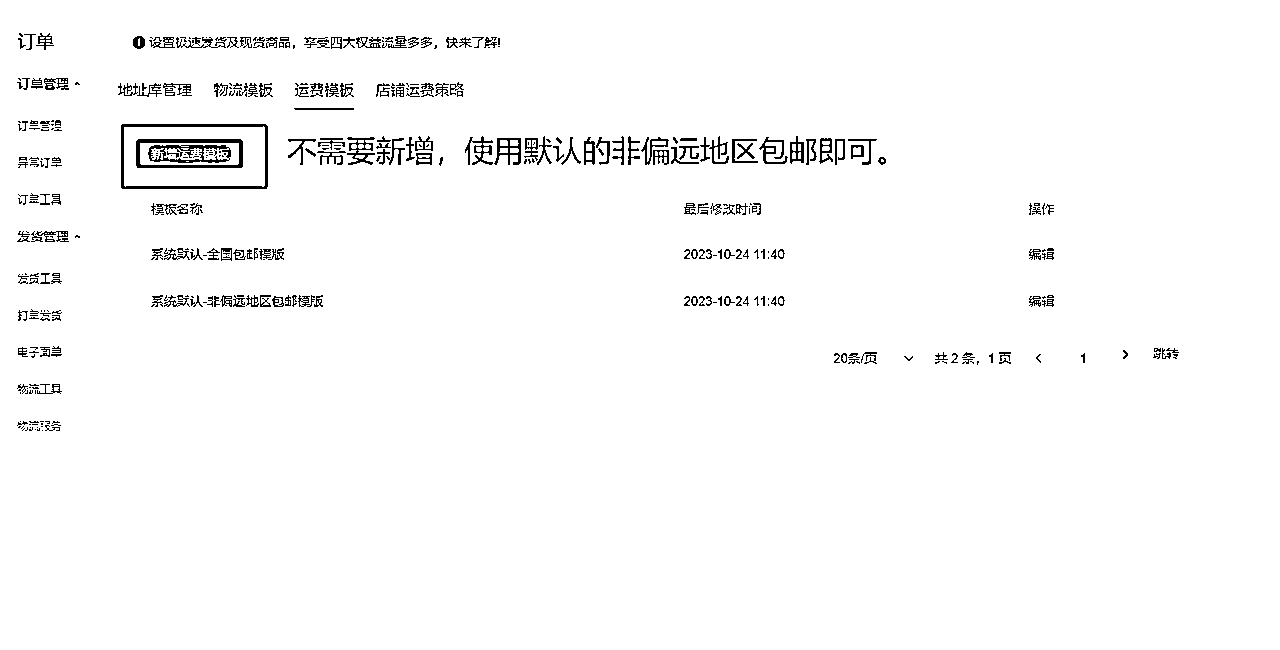 订单
设置极速发货及现货商品，享受四大权益流量多多，快来了解!
订单管理
地址库管理 物流模板 运费模板 店铺运费策略
订单管理
新增运费模板
不需要新增，使用默认的非偏远地区包邮即可。
异常订单
订单工具
模板名称 最后修改时间 操作
发货管理
系统默认-全国包邮模版 2023-10-24 11:40 编辑
发货工具
系统默认-非偏远地区包邮模版 2023-10-24 11:40 编辑
打单发货
电子面单
20条/页 共 2 条，1 页 1 跳转
物流工具
物流服务